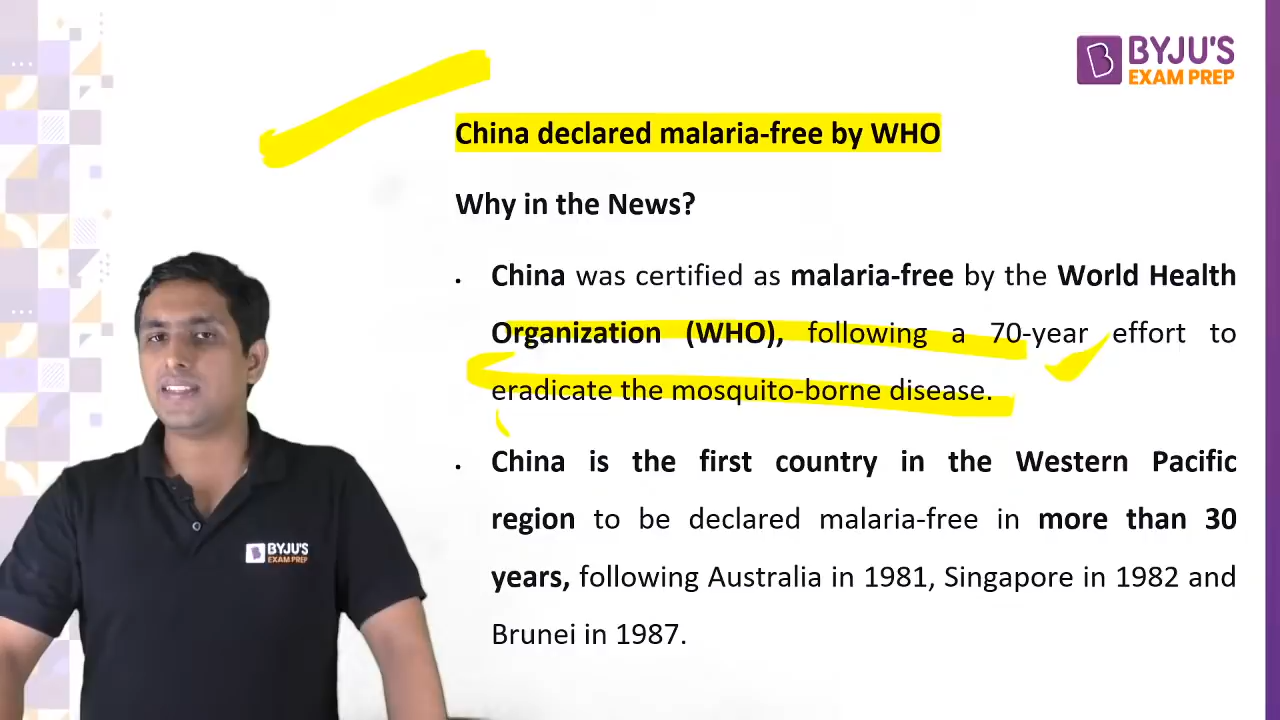 BYJU'S
EXAM PREP
China declared malaria-free by WHO
Why in the News?
• China was certified as malaria-free by the World Health
Organization (WHO), following a 70-year effort to
eradicate the mosquito-borne disease.
• China is the first country in the Western Pacific
region to be declared malaria-free in more than 30
years, following Australia in 1981, Singapore in 1982 and
Brunei in 1987.
BYJU'S
EXAM PREP